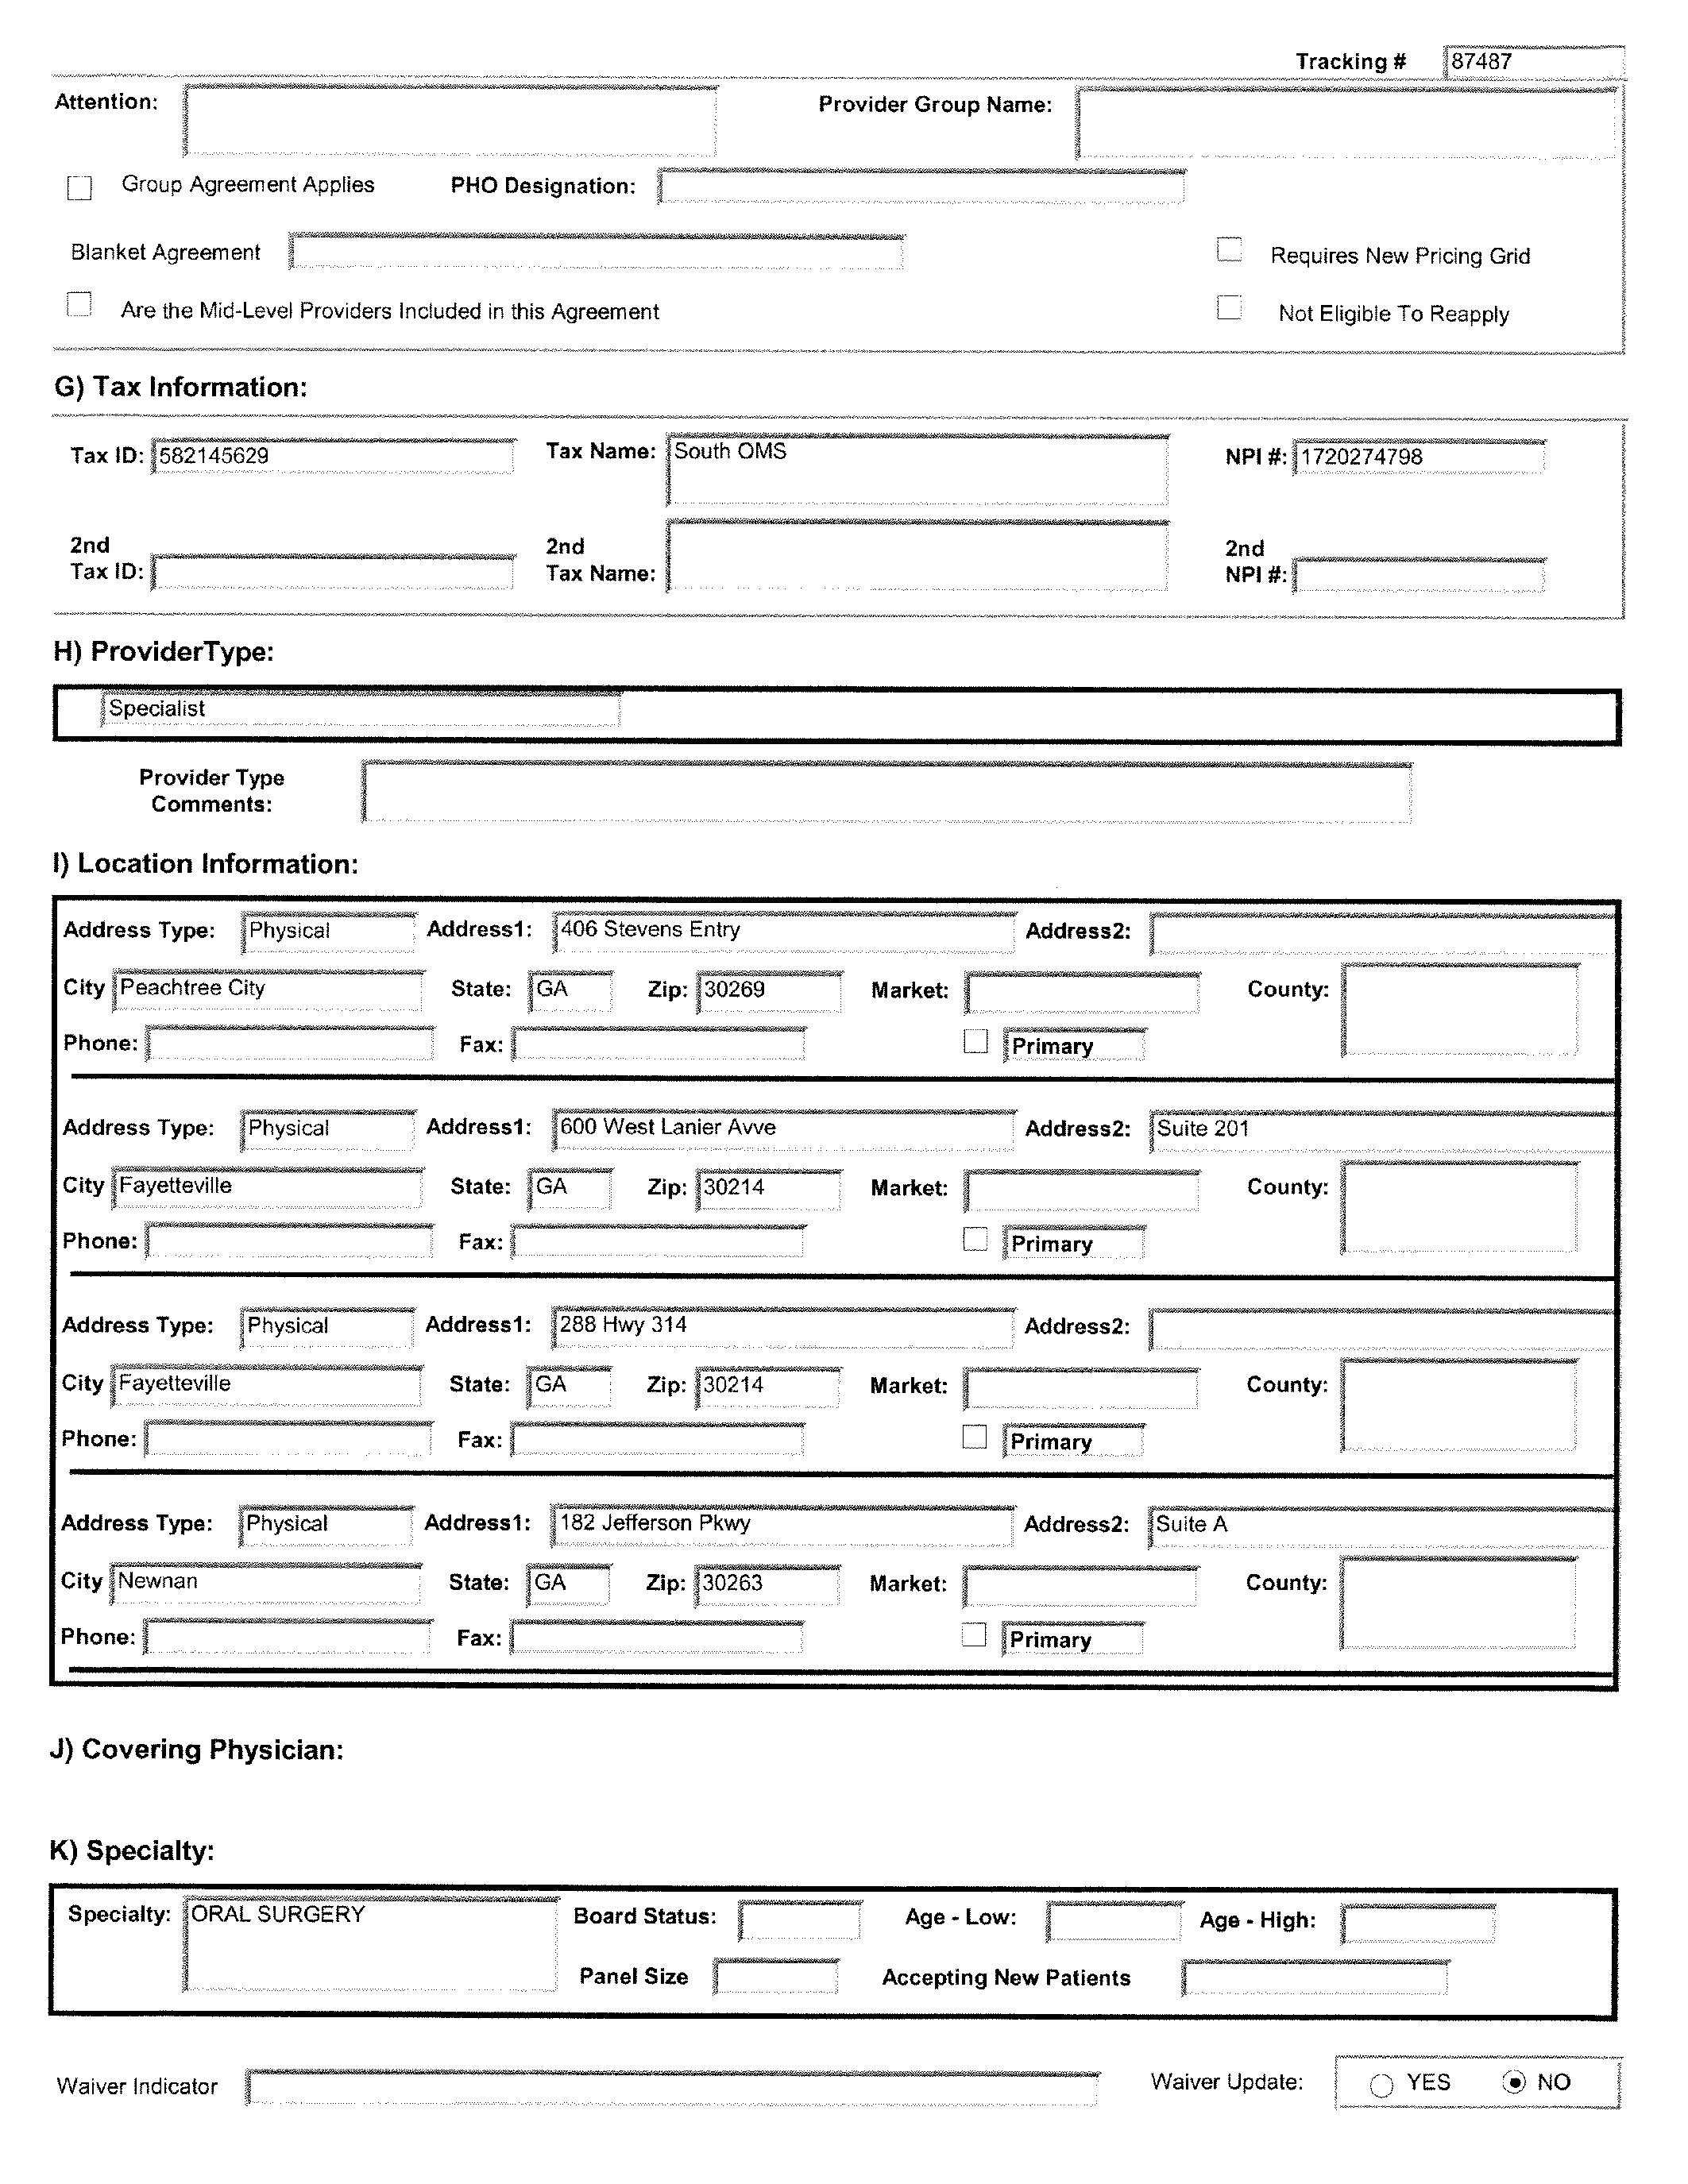 Tracking # 87487
Attention: Provider Group Name:
Group Agreement Applies PHO Designation:
Blanket Agreement Requires New Pricing Grid
Are the Mid-Level Providers Included in this Agreement Not Eligible To Reapply
G) Tax Information:
Tax ID: 582145629 Tax Name: South OMS NPI #: 1720274798
2nd 2nd 2nd
Tax ID: Tax Name: NPI #:
H) ProviderType:
Specialist
Provider Type
Comments:
I) Location Information:
Address Type: Physical Address1: 406 Stevens Entry Address2:
City Peachtree City State: GA Zip: 30269 Market: County:
Phone: Fax: Primary
Address Type: Physical Address1: 600 West Lanier Avve Address2: Suite 201
City Fayetteville State: GA Zip: 30214 Market: County:
Phone: Fax: Primary
Address Type: Physical Address1: 288 Hwy 314 Address2:
City Fayetteville State: GA Zip: 30214 Market: County:
Phone: Fax: Primary
Address Type: Physical Address1: 182 Jefferson Pkwy Address2: Suite A
City Newnan State: GA Zip: 30263 Market: County:
Phone: Fax: Primary
J) Covering Physician:
K) Specialty:
Specialty: ORAL SURGERY Board Status: Age - Low: Age - High:
Panel Size Accepting New Patients
Waiver Indicator Waiver Update: YES NO